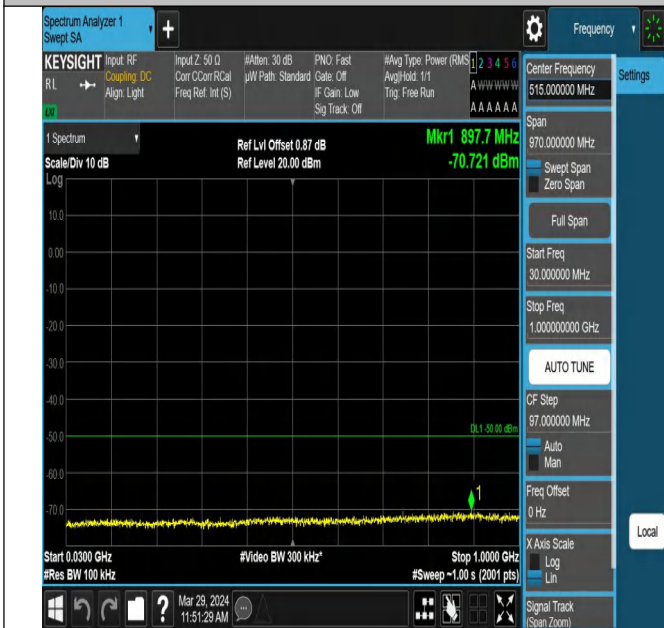 Spectrum Analyzer 1
Swept SA
+
Frequency
KEYSIGHT
RL
LXI
Input: RF
Coupling: DC
Align: Light
Input Z: 50 Ω
Corr CCorr RCal
Freq Ref: Int (S)
#Atten: 30 dB
µW Path: Standard
PNO: Fast
Gate: Off
IF Gain: Low
Sig Track: Off
#Avg Type: Power (RMS
Avg|Hold: 1/1
Trig: Free Run
1 2 3 4 5 6
A W W W W W
A A A A A A
1 Spectrum
Scale/Div 10 dB
Log
Ref Lvl Offset 0.87 dB
Ref Level 20.00 dBm
Mkr1 897.7 MHz
-70.721 dBm
10.0
0.00
-10.0
-20.0
-30.0
-40.0
-50.0
-60.0
-70.0
DL1 -50.00 dBm
1
Start 0.0300 GHz
#Res BW 100 kHz
#Video BW 300 kHz*
Stop 1.0000 GHz
#Sweep ~1.00 s (2001 pts)
?
Mar 29, 2024
11:51:29 AM
Center Frequency
515.000000 MHz
Settings
Span
970.000000 MHz
Swept Span
Zero Span
Full Span
Start Freq
30.000000 MHz
Stop Freq
1.000000000 GHz
AUTO TUNE
CF Step
97.000000 MHz
Auto
Man
Freq Offset
0 Hz
X Axis Scale
Log
Lin
Local
Signal Track
(Span Zoom)